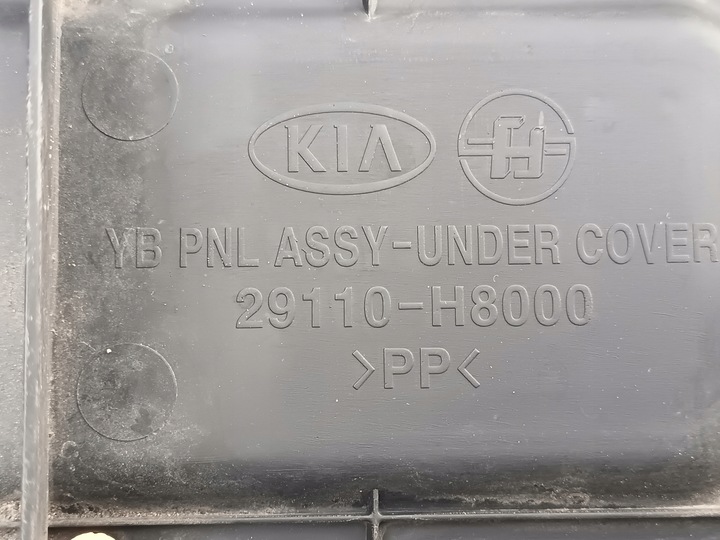 KIA
YB PNL ASSY-UNDER COVER
29110-H8000
>PP<